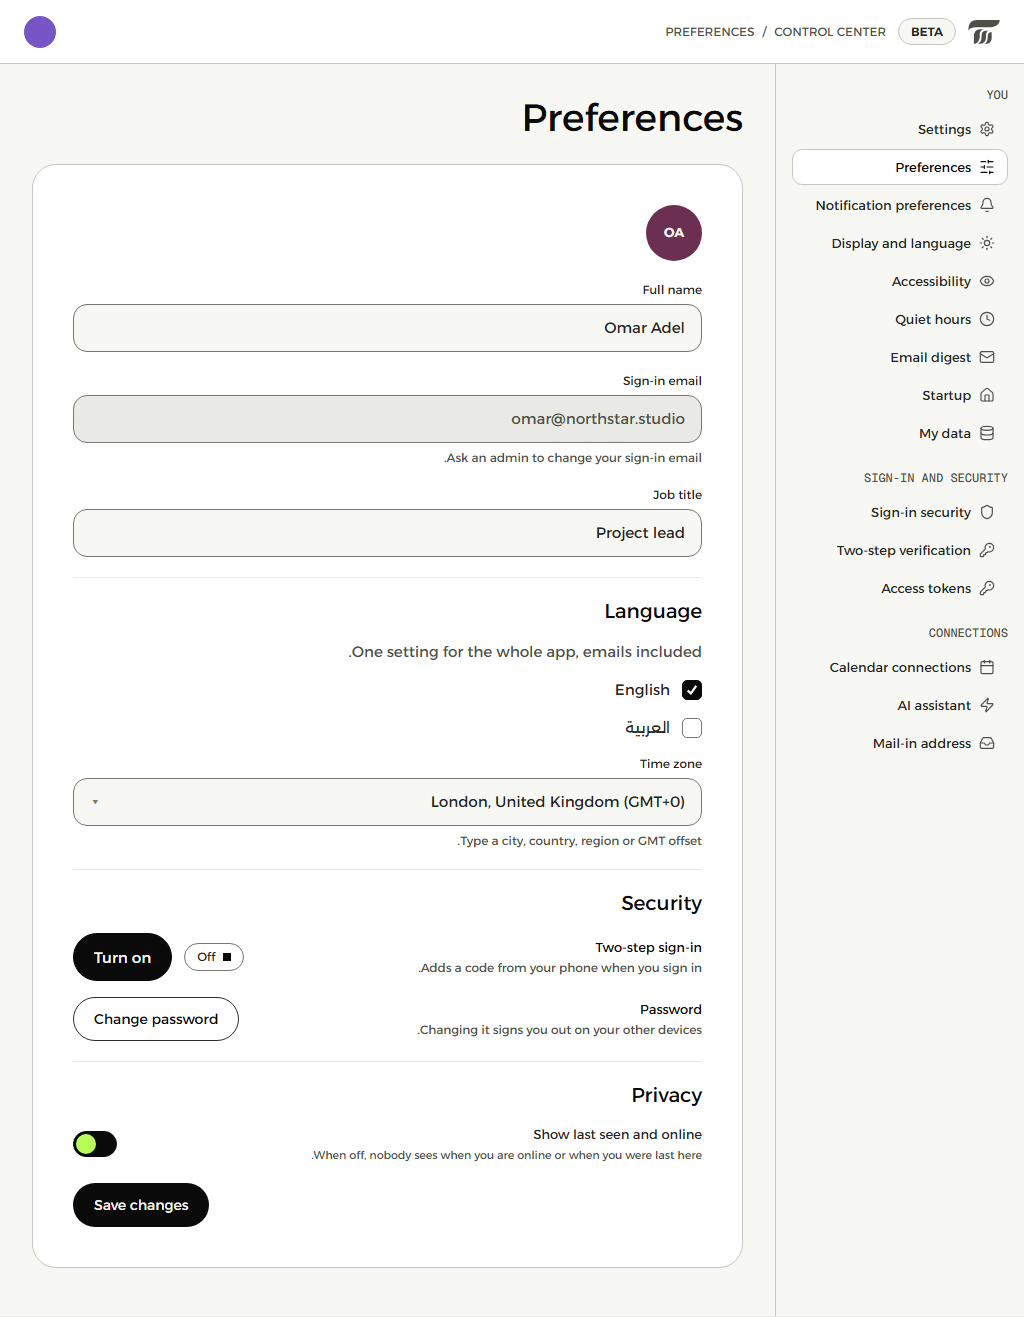 BETA
CONTROL CENTER / PREFERENCES
YOU
Settings
Preferences
Notification preferences
Display and language
Accessibility
Quiet hours
Email digest
Startup
My data
SIGN-IN AND SECURITY
Sign-in security
Two-step verification
Access tokens
CONNECTIONS
Calendar connections
AI assistant
Mail-in address
Preferences
OA
Full name
Omar Adel
Sign-in email
omar@northstar.studio
Ask an admin to change your sign-in email.
Job title
Project lead
Language
One setting for the whole app, emails included.
English
العربية
Time zone
London, United Kingdom (GMT+0)
Type a city, country, region or GMT offset.
Security
Two-step sign-in
Adds a code from your phone when you sign in.
Off
Turn on
Password
Changing it signs you out on your other devices.
Change password
Privacy
Show last seen and online
When off, nobody sees when you are online or when you were last here.
Save changes